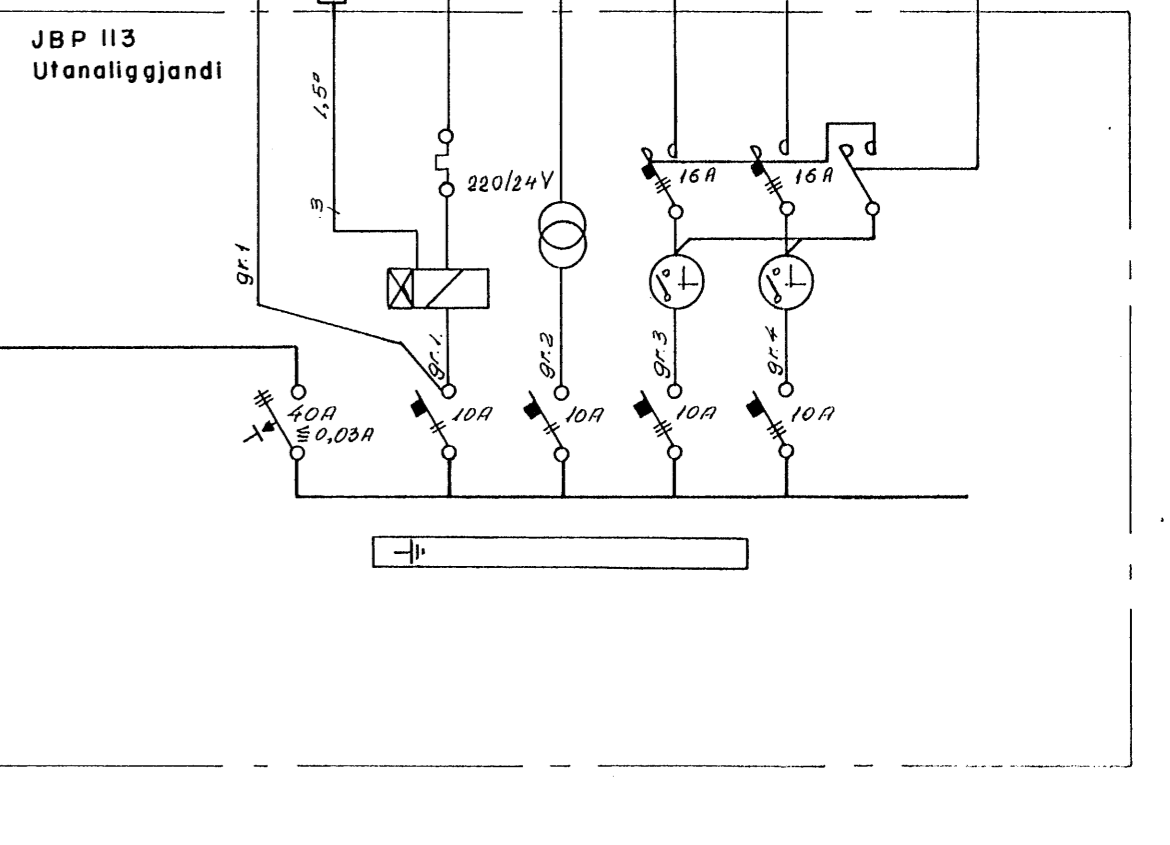 JBP 113
Utanaliggjandi
1,5º
3
gr.1
220/24V
16A
16A
gr.1.
gr.2
gr.3
gr.4
40A
≤ 0,03A
10A
10A
10A
10A